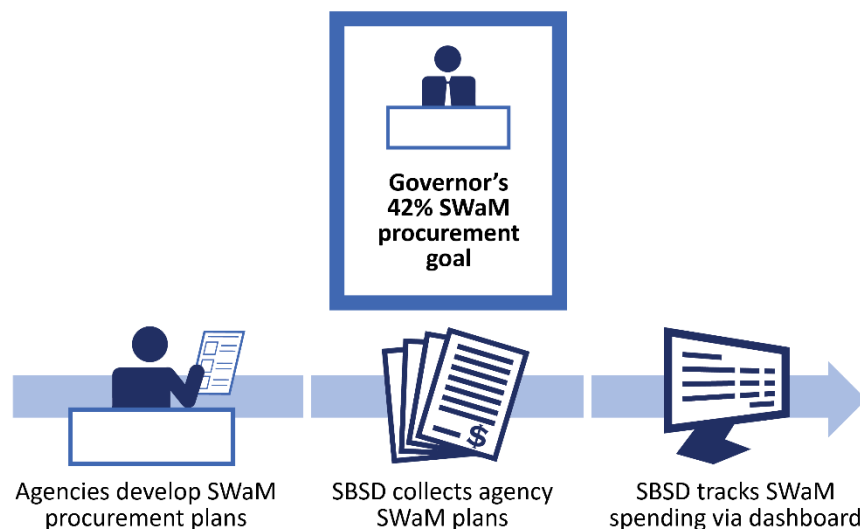 Governor's
42% SWaM
procurement
goal
$
Agencies develop SWaM
procurement plans
SBSD collects agency
SWaM plans
SBSD tracks SWaM
spending via dashboard